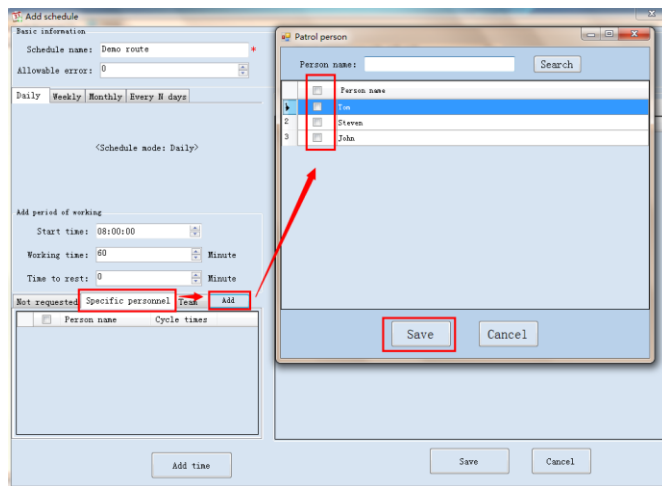 Add schedule
Basic information
Schedule name: Demo route *
Allowable error: 0
Daily Weekly Monthly Every N days
<Schedule mode: Daily>
Add period of working
Start time: 08:00:00
Working time: 60 Minute
Time to rest: 0 Minute
Not requested Specific personnel Team Add
Person name Cycle times
Add time
Patrol person
Person name: Search
Person name
Tom
2 Steven
3 John
Save Cancel
Save Cancel